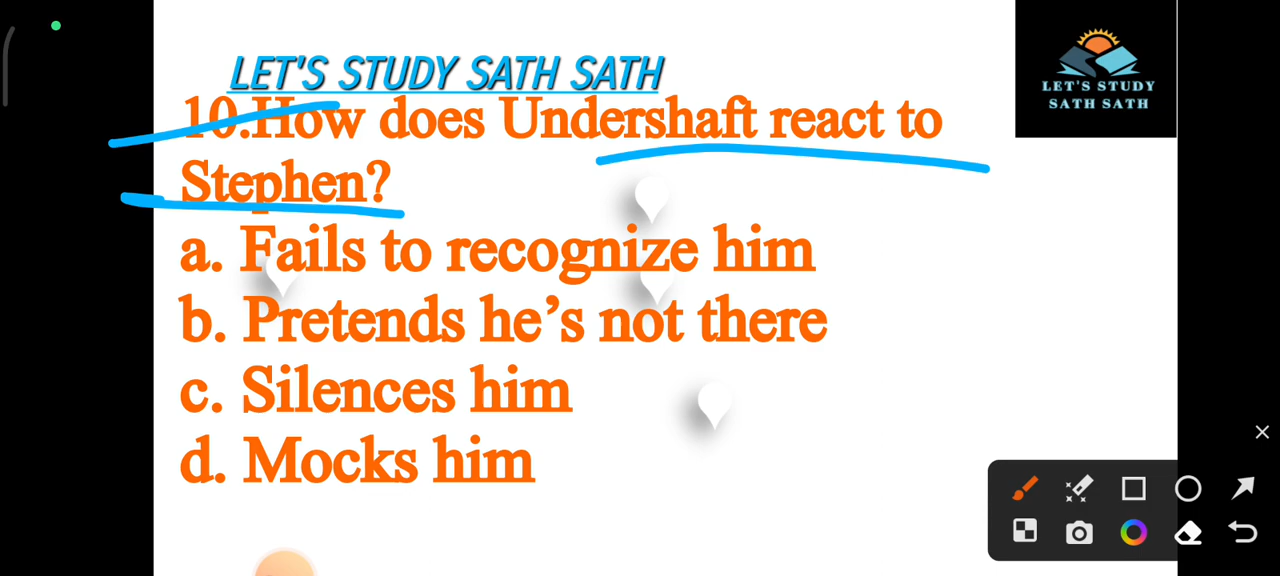 LET'S STUDY SATH SATH
LET'S STUDY
SATH SATH
10.How does Undershaft react to
Stephen?
a. Fails to recognize him
b. Pretends he’s not there
c. Silences him
d. Mocks him